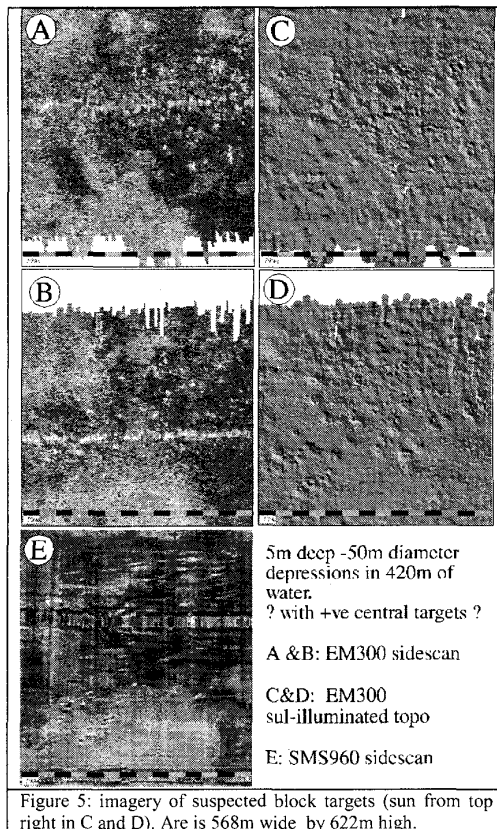 A
C
B
D
E
5m deep -50m diameter
depressions in 420m of
water.
? with +ve central targets ?
A &B: EM300 sidescan
C&D: EM300
sul-illuminated topo
E: SMS960 sidescan
Figure 5: imagery of suspected block targets (sun from top
right in C and D). Are is 568m wide by 622m high.